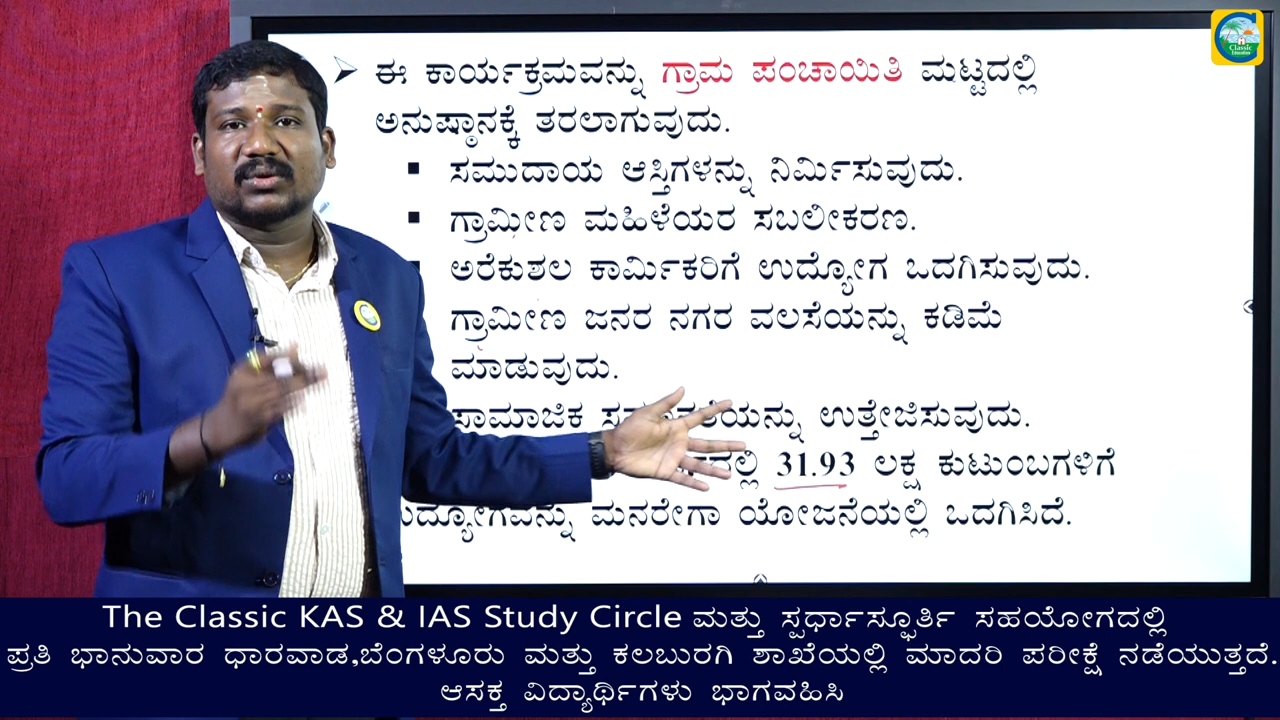 Classic
Education
ಈ ಕಾರ್ಯಕ್ರಮವನ್ನು ಗ್ರಾಮ ಪಂಚಾಯಿತಿ ಮಟ್ಟದಲ್ಲಿ
ಅನುಷ್ಠಾನಕ್ಕೆ ತರಲಾಗುವುದು.
ಸಮುದಾಯ ಆಸ್ತಿಗಳನ್ನು ನಿರ್ಮಿಸುವುದು.
ಗ್ರಾಮೀಣ ಮಹಿಳೆಯರ ಸಬಲೀಕರಣ.
ಅರೆಕುಶಲ ಕಾರ್ಮಿಕರಿಗೆ ಉದ್ಯೋಗ ಒದಗಿಸುವುದು.
ಗ್ರಾಮೀಣ ಜನರ ನಗರ ವಲಸೆಯನ್ನು ಕಡಿಮೆ
ಮಾಡುವುದು.
ಸಾಮಾಜಿಕ ಉತ್ತೇಜಿಸುವುದು.
31.93 ಲಕ್ಷ ಕುಟುಂಬಗಳಿಗೆ
ಮನರೇಗಾ ಯೋಜನೆಯಲ್ಲಿ ಒದಗಿಸಿದೆ.
The Classic KAS & IAS Study Circle ಮತ್ತು ಸ್ಪರ್ಧಾಸ್ಫೂರ್ತಿ ಸಹಯೋಗದಲ್ಲಿ
ಪ್ರತಿ ಭಾನುವಾರ ಧಾರವಾಡ,ಬೆಂಗಳೂರು ಮತ್ತು ಕಲಬುರಗಿ ಶಾಖೆಯಲ್ಲಿ ಮಾದರಿ ಪರೀಕ್ಷೆ ನಡೆಯುತ್ತದೆ.
ಆಸಕ್ತ ವಿದ್ಯಾರ್ಥಿಗಳು ಭಾಗವಹಿಸಿ